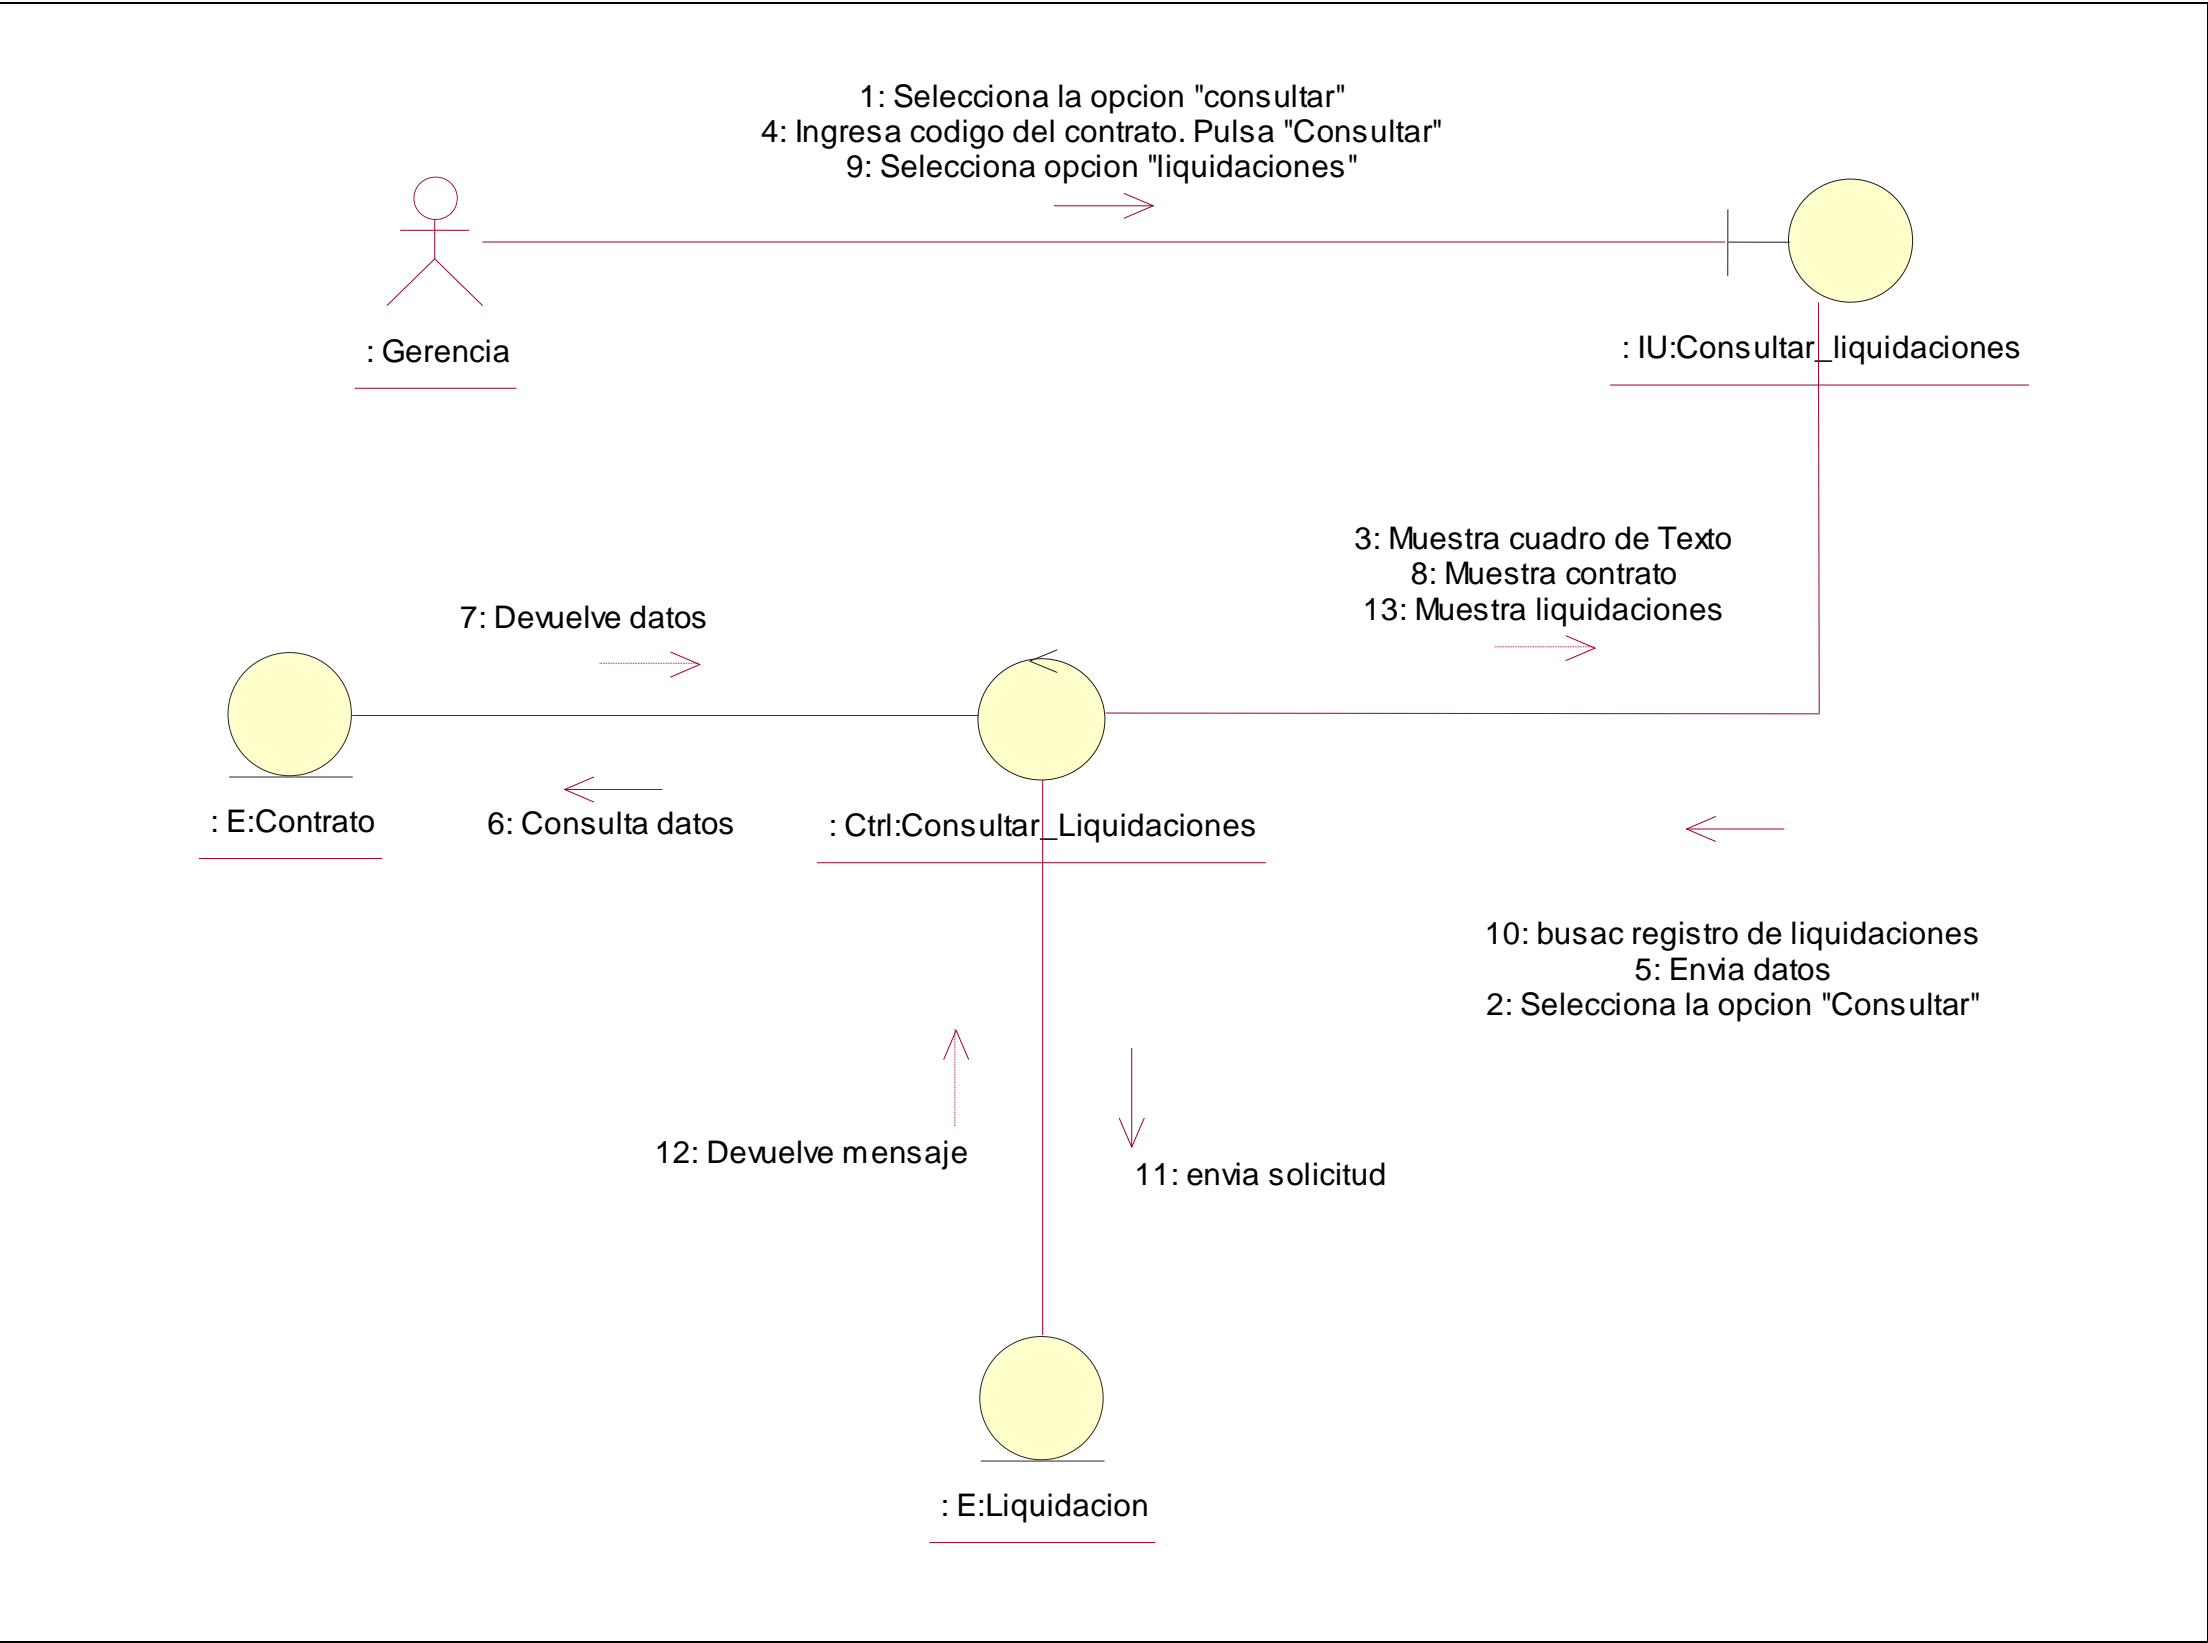 1: Selecciona la opcion "consultar"
4: Ingresa codigo del contrato. Pulsa "Consultar"
9: Selecciona opcion "liquidaciones"
: Gerencia
: IU:Consultar_liquidaciones
3: Muestra cuadro de Texto
8: Muestra contrato
13: Muestra liquidaciones
7: Devuelve datos
: E:Contrato
6: Consulta datos
: Ctrl:Consultar_Liquidaciones
10: busac registro de liquidaciones
5: Envia datos
2: Selecciona la opcion "Consultar"
12: Devuelve mensaje
11: envia solicitud
: E:Liquidacion